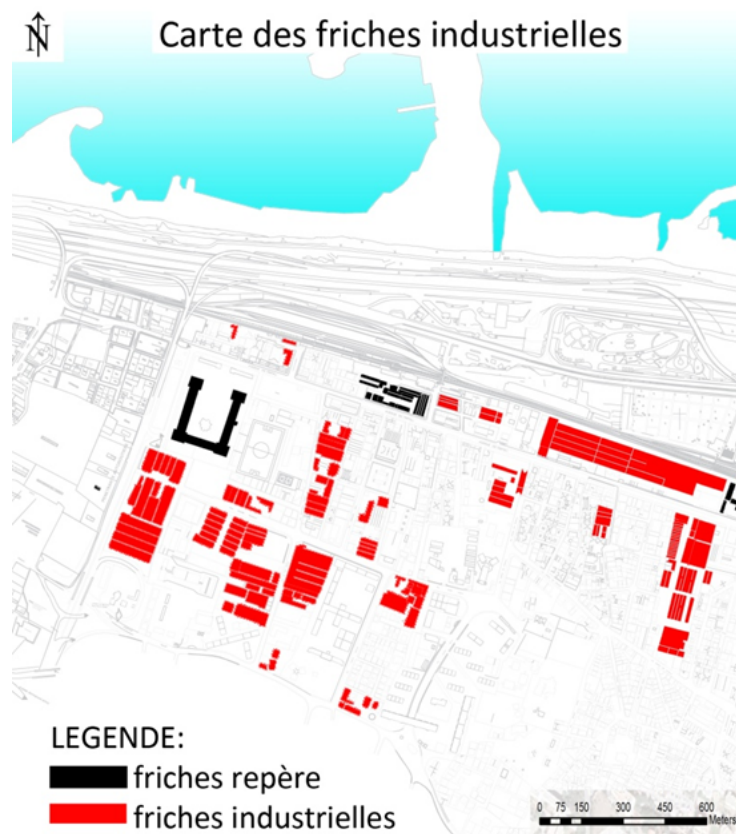 N
Carte des friches industrielles
LEGENDE:
friches repère
friches industrielles
0 75 150 300 450 600
Meters